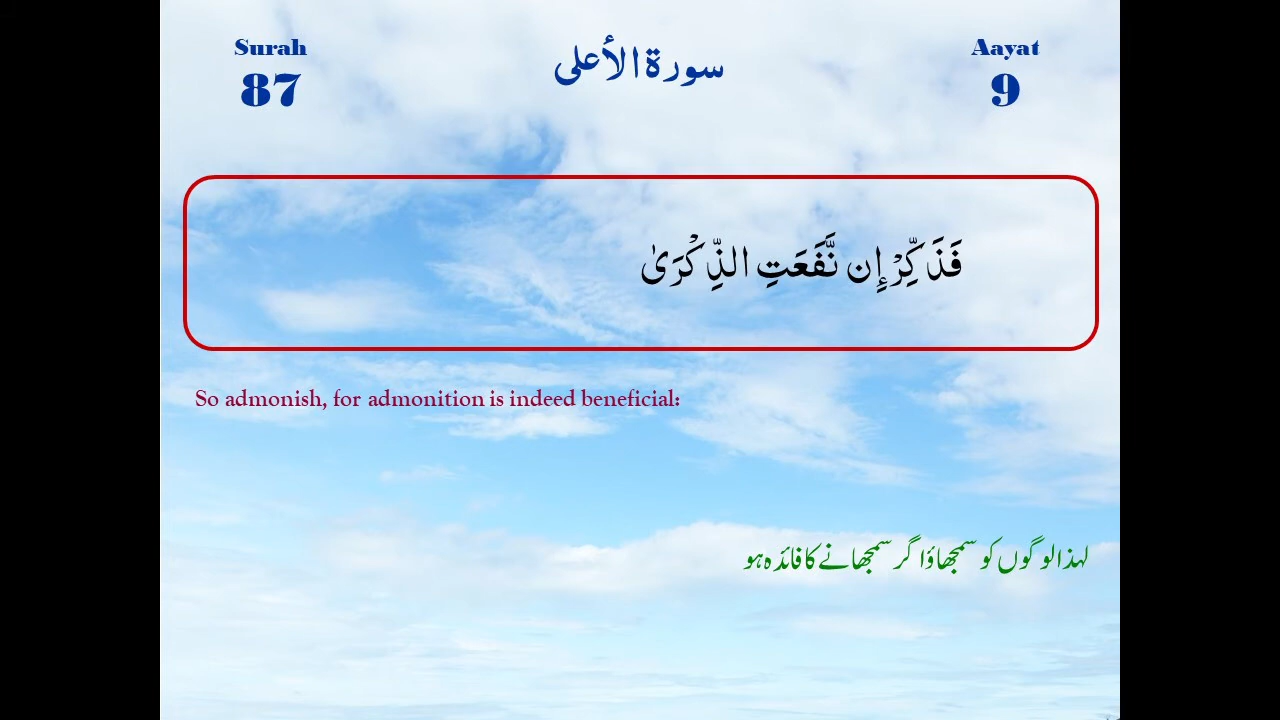 Surah
87
سورة الأعلى
Aayat
9
فَذَكِّرْ إِن نَّفَعَتِ الذِّكْرَىٰ
So admonish, for admonition is indeed beneficial:
لہذا لوگوں کو سمجھاؤ اگر سمجھانے کا فائدہ ہو